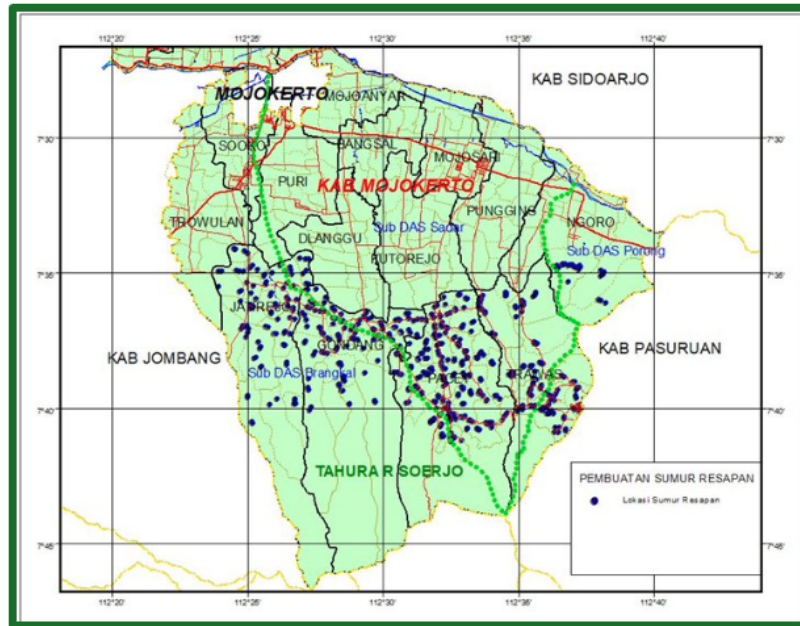 112°20'
112°25'
112°30'
112°35'
112°40'
KAB SIDOARJO
MOJOKERTO
MOJOANYAR
7°30'
7°30'
SOOKO
BANGSAL
MOJOSARI
PURI
KAB MOJOKERTO
TROWULAN
PUNGGING
NGORO
Sub DAS Sadar
DLANGGU
KUTOREJO
Sub DAS Porong
7°35'
7°35'
JATIREJO
GONDANG
KAB JOMBANG
KAB PASURUAN
Sub DAS Brangkal
PACET
TRAWAS
7°40'
7°40'
TAHURA R SOERJO
PEMBUATAN SUMUR RESAPAN
Lokasi Sumur Resapan
7°45'
7°45'
112°20'
112°25'
112°30'
112°35'
112°40'